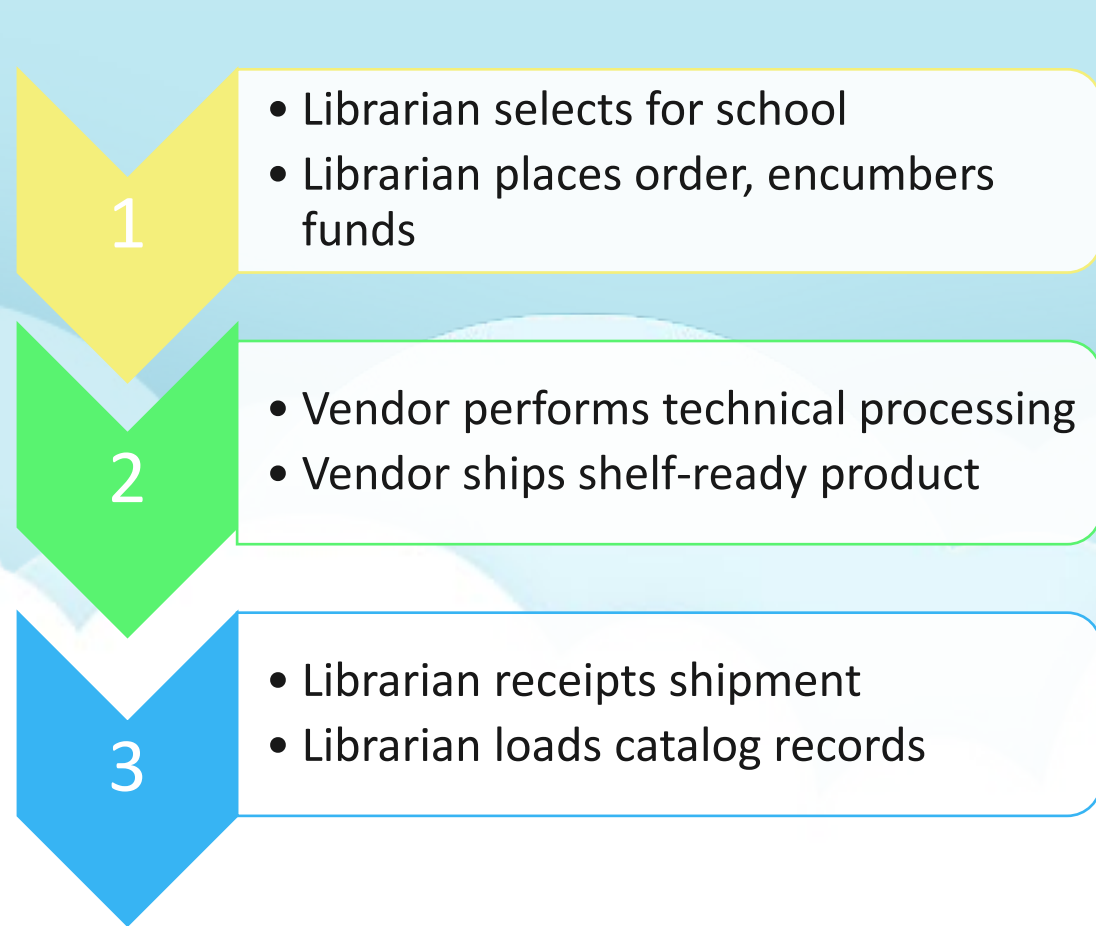 1
• Librarian selects for school
• Librarian places order, encumbers
funds
2
• Vendor performs technical processing
• Vendor ships shelf-ready product
3
• Librarian receipts shipment
• Librarian loads catalog records